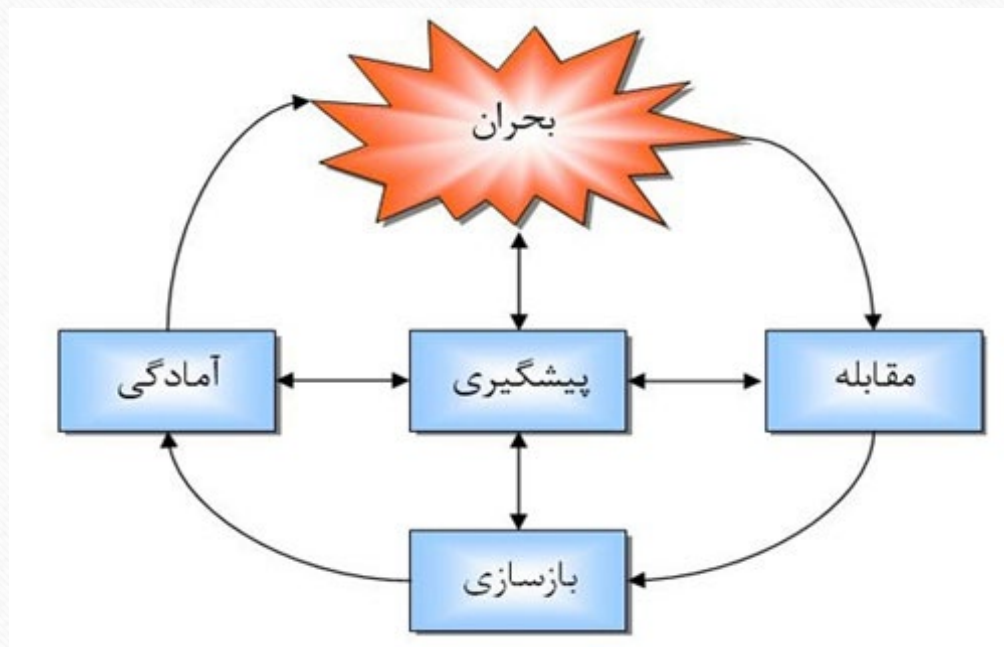 بحران
مقابله
پیشگیری
آمادگی
بازسازی